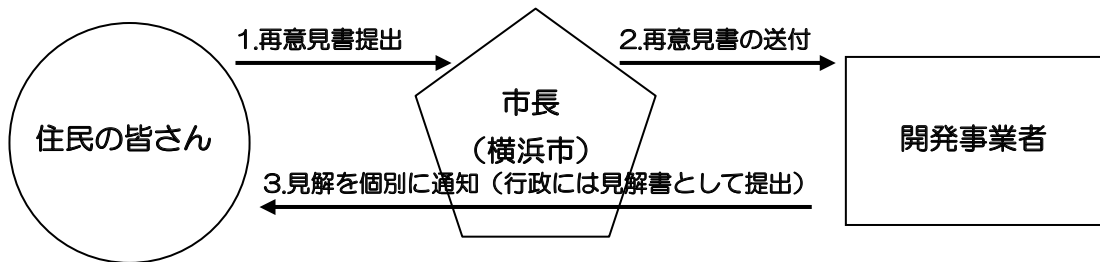 1.再意見書提出
2.再意見書の送付
住民の皆さん
市長
（横浜市）
開発事業者
3.見解を個別に通知（行政には見解書として提出）